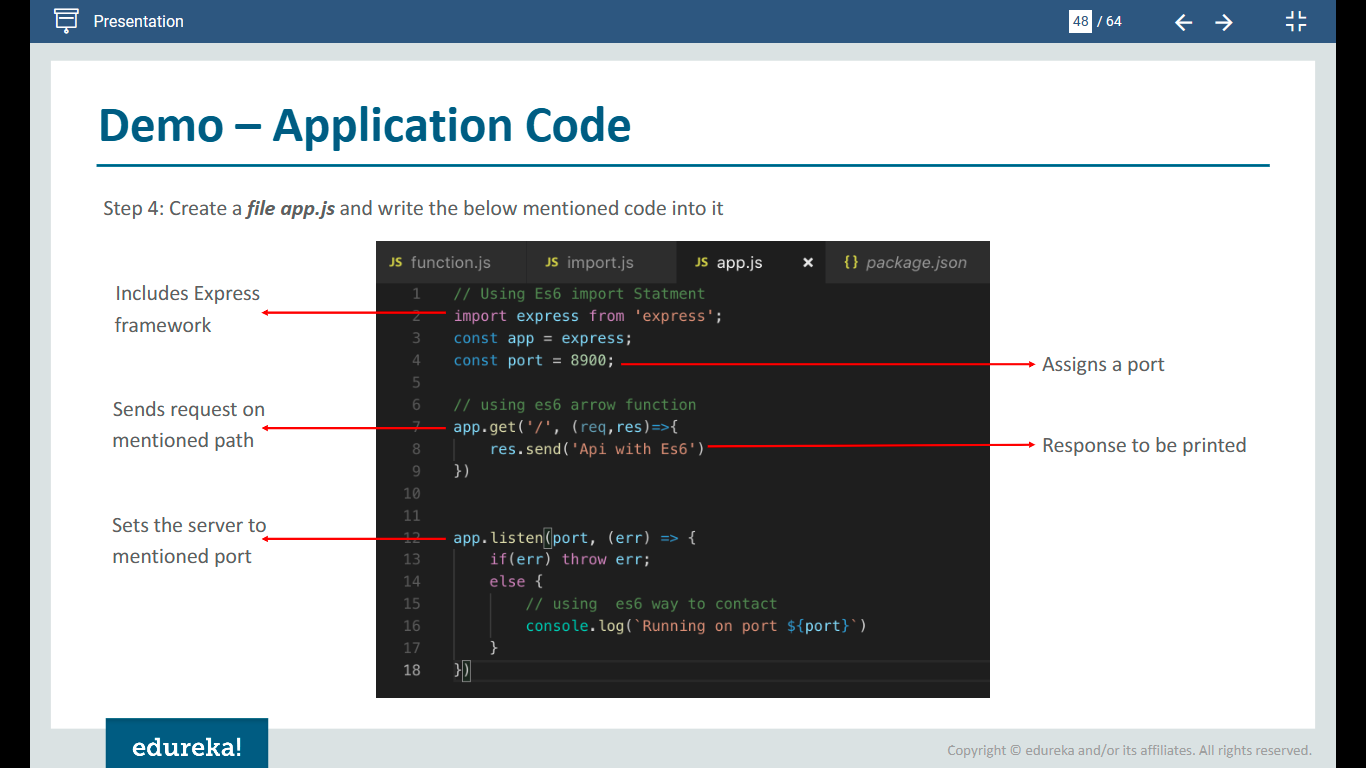 Presentation
48 / 64
Demo – Application Code
Step 4: Create a file app.js and write the below mentioned code into it
JS function.js
JS import.js
JS app.js ×
{} package.json
1 // Using Es6 import Statment
2 import express from 'express';
3 const app = express;
4 const port = 8900;
5
6 // using es6 arrow function
7 app.get('/', (req,res)=>{
8 res.send('Api with Es6')
9 })
10
11
12 app.listen(port, (err) => {
13 if(err) throw err;
14 else {
15 // using  es6 way to contact
16 console.log(`Running on port ${port}`)
17 }
18 })
Includes Express
framework
Sends request on
mentioned path
Sets the server to
mentioned port
Assigns a port
Response to be printed
edureka!
Copyright © edureka and/or its affiliates. All rights reserved.